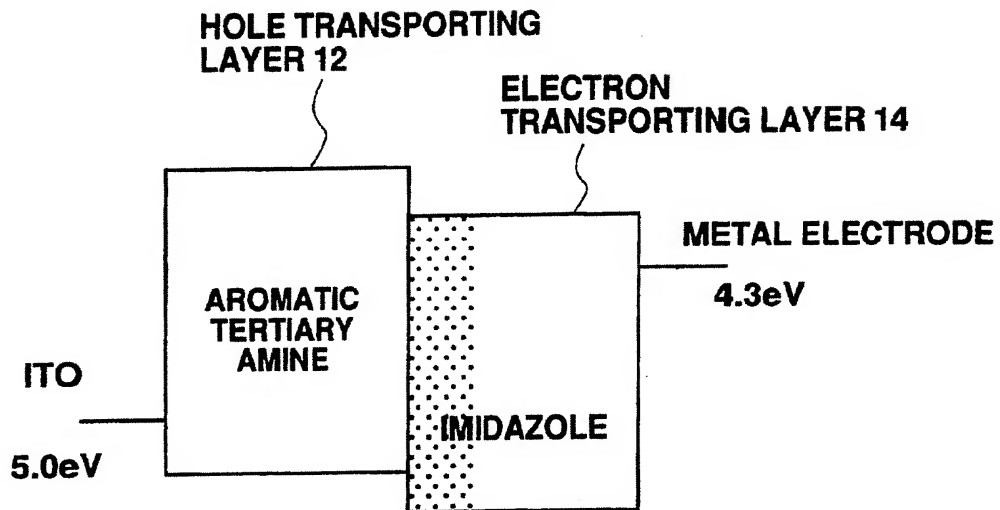 HOLE TRANSPORTING
LAYER 12
ELECTRON
TRANSPORTING LAYER 14
METAL ELECTRODE
4.3eV
AROMATIC
TERTIARY
AMINE
ITO
IMIDAZOLE
5.0eV